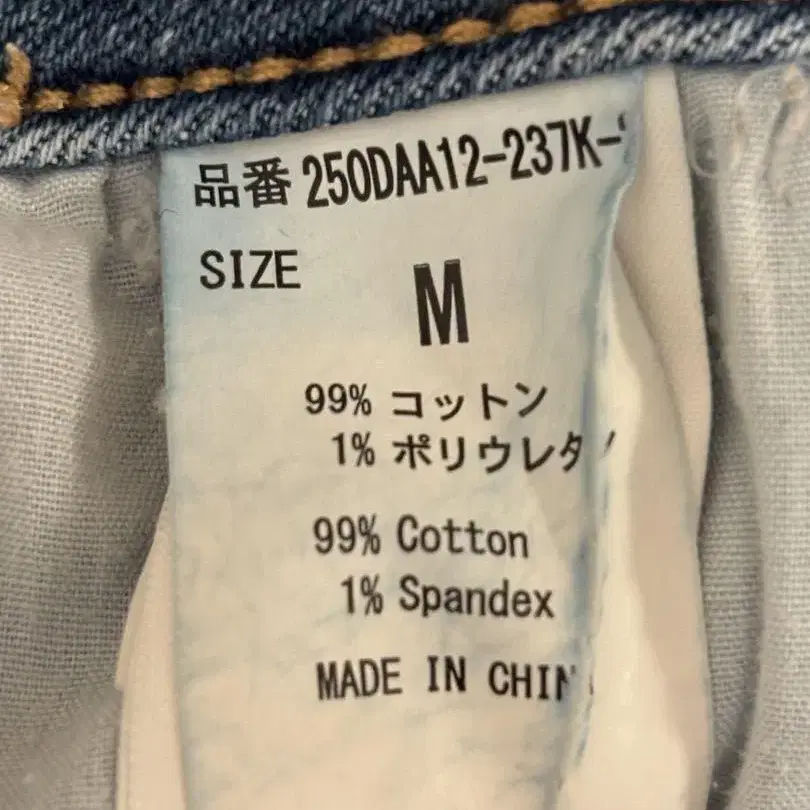 品番 250DAA12-237K-
SIZE
M
99% コットン
1% ポリウレタ
99% Cotton
1% Spandex
MADE IN CHIN